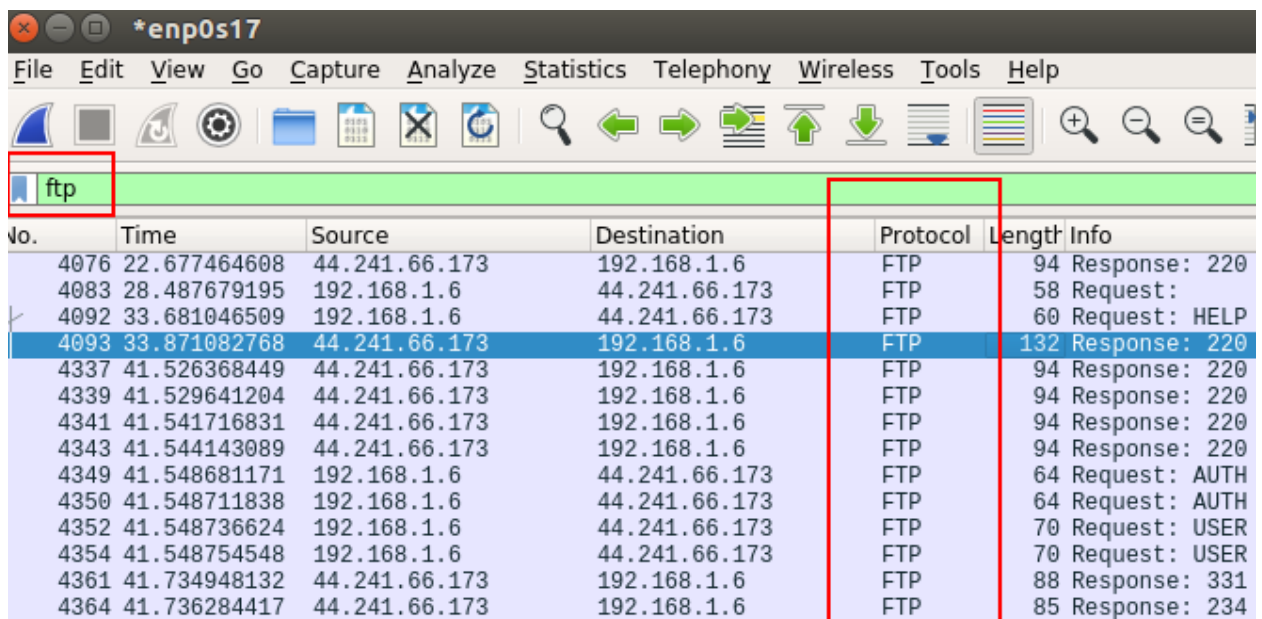 *enp0s17
File Edit View Go Capture Analyze Statistics Telephony Wireless Tools Help
ftp
No. Time Source Destination Protocol Length Info
4076 22.677464608 44.241.66.173 192.168.1.6 FTP 94 Response: 220
4083 28.487679195 192.168.1.6 44.241.66.173 FTP 58 Request:
4092 33.681046509 192.168.1.6 44.241.66.173 FTP 60 Request: HELP
4093 33.871082768 44.241.66.173 192.168.1.6 FTP 132 Response: 220
4337 41.526368449 44.241.66.173 192.168.1.6 FTP 94 Response: 220
4339 41.529641204 44.241.66.173 192.168.1.6 FTP 94 Response: 220
4341 41.541716831 44.241.66.173 192.168.1.6 FTP 94 Response: 220
4343 41.544143089 44.241.66.173 192.168.1.6 FTP 94 Response: 220
4349 41.548681171 192.168.1.6 44.241.66.173 FTP 64 Request: AUTH
4350 41.548711838 192.168.1.6 44.241.66.173 FTP 64 Request: AUTH
4352 41.548736624 192.168.1.6 44.241.66.173 FTP 70 Request: USER
4354 41.548754548 192.168.1.6 44.241.66.173 FTP 70 Request: USER
4361 41.734948132 44.241.66.173 192.168.1.6 FTP 88 Response: 331
4364 41.736284417 44.241.66.173 192.168.1.6 FTP 85 Response: 234